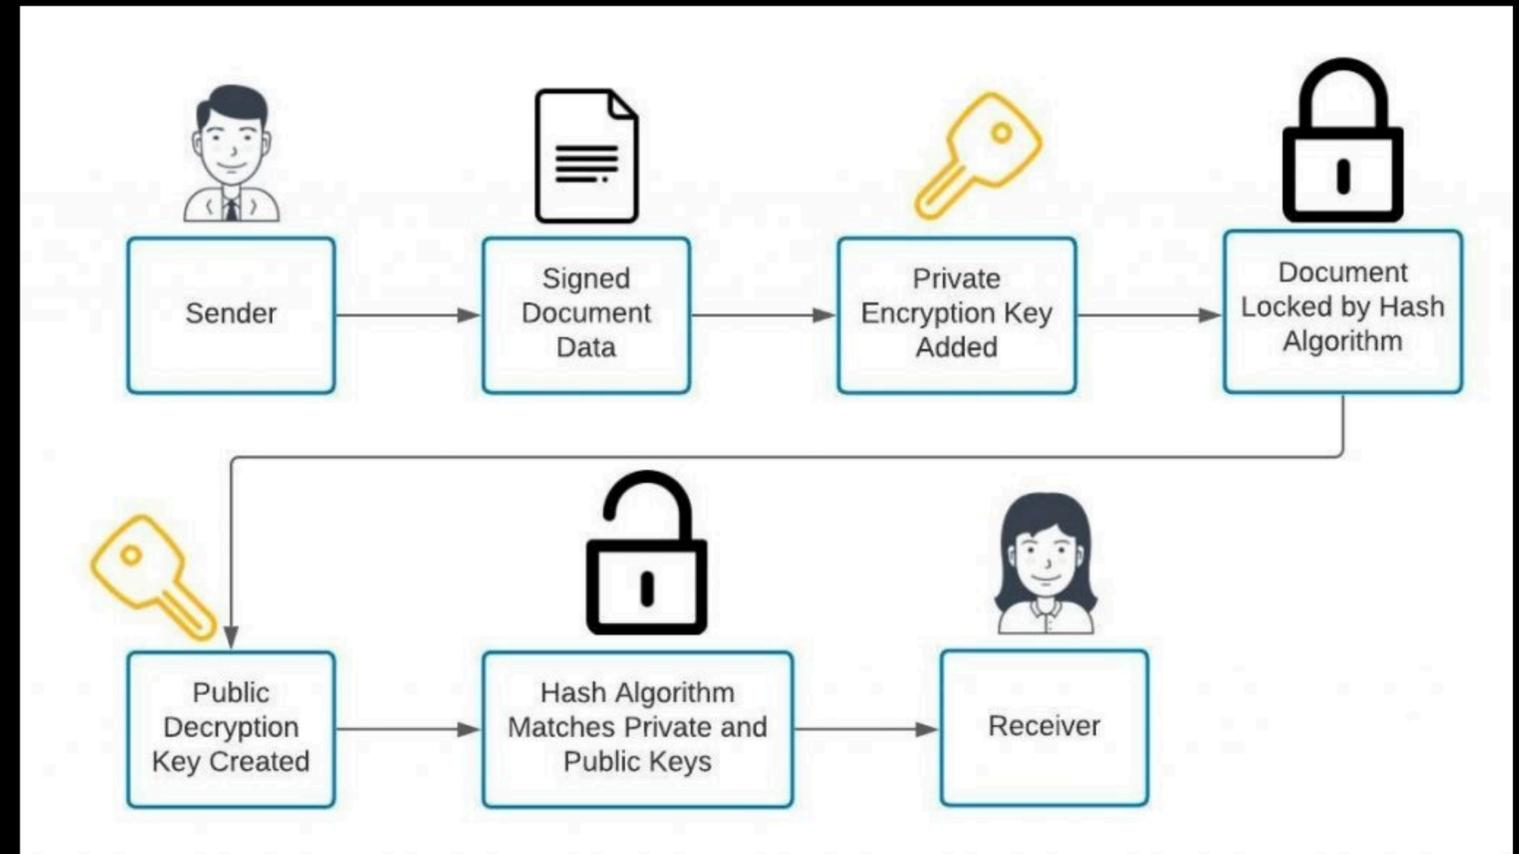 Sender
Signed
Document
Data
Private
Encryption Key
Added
Document
Locked by Hash
Algorithm
Public
Decryption
Key Created
Hash Algorithm
Matches Private and
Public Keys
Receiver